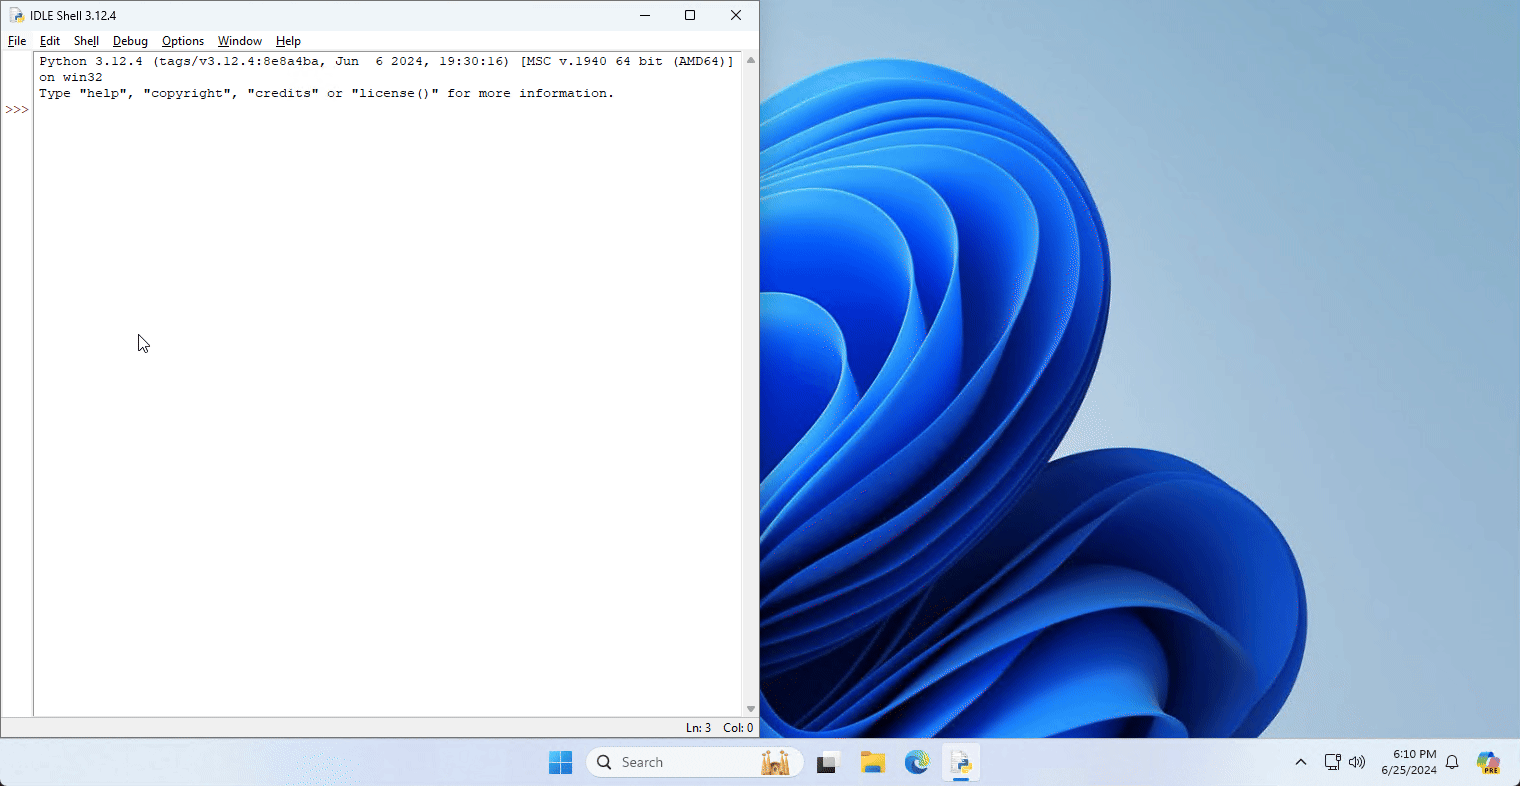 IDLE Shell 3.12.4
File Edit Shell Debug Options Window Help
Python 3.12.4 (tags/v3.12.4:8e8a4ba, Jun  6 2024, 19:30:16) [MSC v.1940 64 bit (AMD64)]
on win32
Type "help", "copyright", "credits" or "license()" for more information.
>>>
Ln: 3 Col: 0
Search
6:10 PM
6/25/2024
PRE